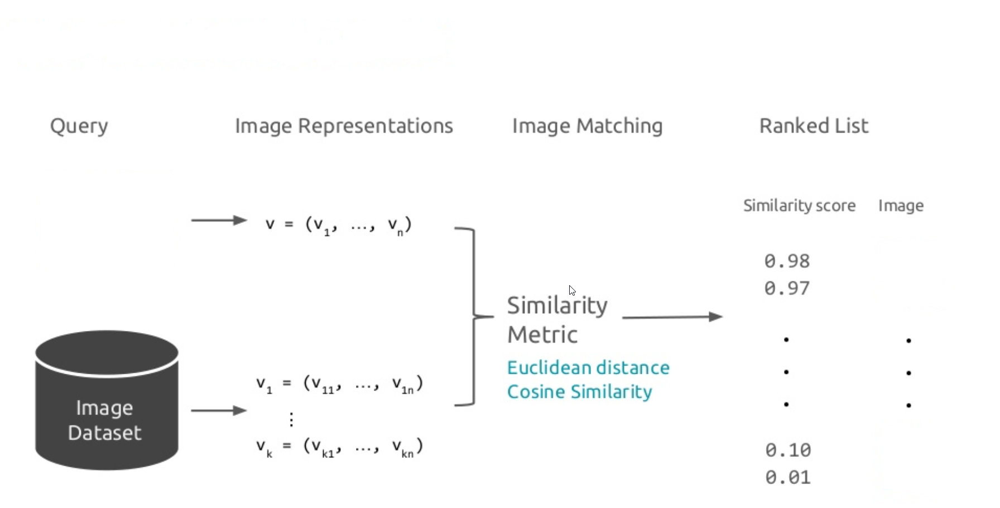 Query
Image Representations
Image Matching
Ranked List
Similarity score
Image
v = (v1, ..., vn)
0.98
0.97
Similarity
Metric
Euclidean distance
Cosine Similarity
Image
Dataset
v1 = (v11, ..., v1n)
⋮
vk = (vk1, ..., vkn)
0.10
0.01